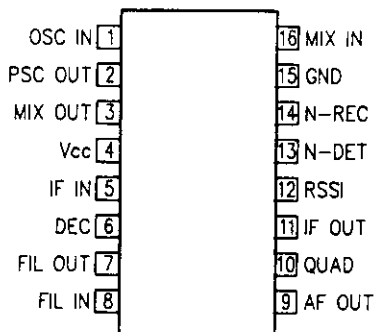 OSC IN 1 16 MIX IN
PSC OUT 2 15 GND
MIX OUT 3 14 N-REC
Vcc 4 13 N-DET
IF IN 5 12 RSSI
DEC 6 11 IF OUT
FIL OUT 7 10 QUAD
FIL IN 8 9 AF OUT